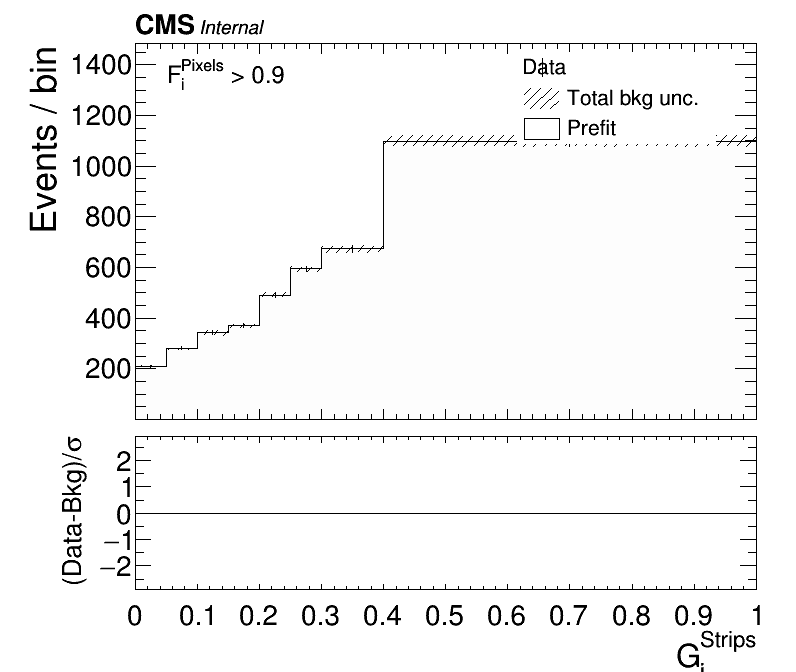 CMS Internal
Events / bin
1400
1200
1000
800
600
400
200
F_i^Pixels > 0.9
Data
Total bkg unc.
Prefit
(Data-Bkg)/σ
2
1
0
−1
−2
0 0.1 0.2 0.3 0.4 0.5 0.6 0.7 0.8 0.9 1
G_i^Strips